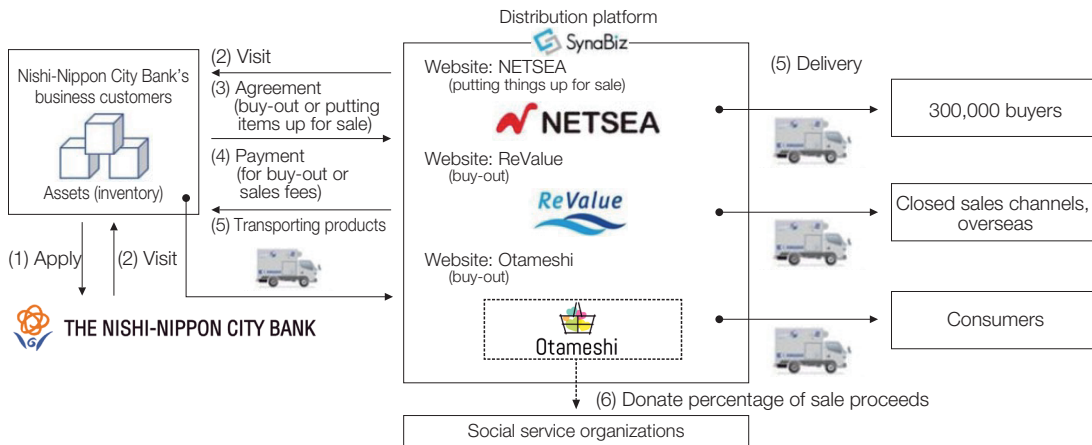 Distribution platform
SynaBiz
Nishi-Nippon City Bank's
business customers
Assets (inventory)
(1) Apply
(2) Visit
THE NISHI-NIPPON CITY BANK
(2) Visit
(3) Agreement
(buy-out or putting
items up for sale)
(4) Payment
(for buy-out or
sales fees)
(5) Transporting products
Website: NETSEA
(putting things up for sale)
NETSEA
Website: ReValue
(buy-out)
ReValue
Website: Otameshi
(buy-out)
Otameshi
(5) Delivery
300,000 buyers
Closed sales channels,
overseas
Consumers
(6) Donate percentage of sale proceeds
Social service organizations